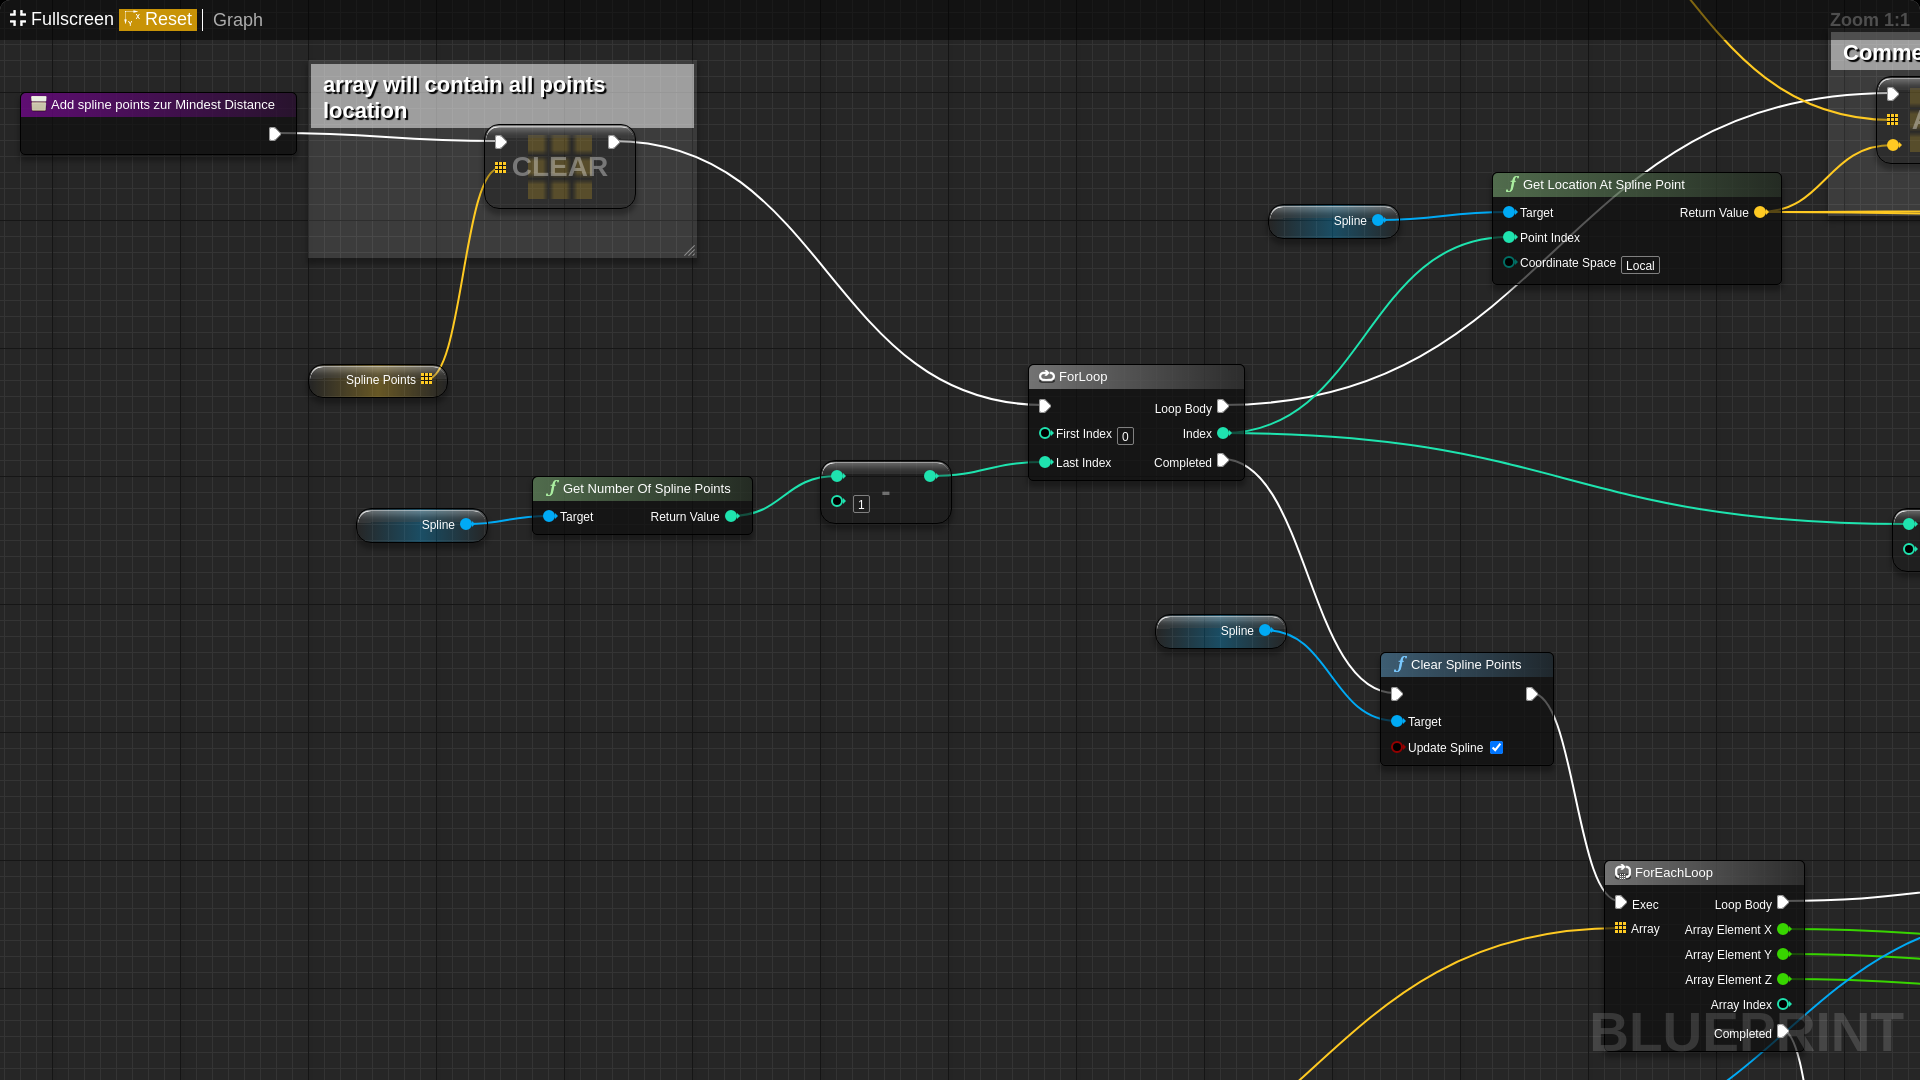 Fullscreen Reset Graph
Zoom 1:1
Comme
array will contain all points
location
Add spline points zur Mindest Distance
CLEAR
Get Location At Spline Point
Spline
Target
Return Value
Point Index
Coordinate Space Local
Spline Points
ForLoop
Loop Body
First Index 0
Index
Last Index
Completed
Get Number Of Spline Points
-
1
Spline
Target
Return Value
Spline
Clear Spline Points
Target
Update Spline
ForEachLoop
Exec
Loop Body
Array
Array Element X
Array Element Y
Array Element Z
Array Index
Completed
BLUEPRINT